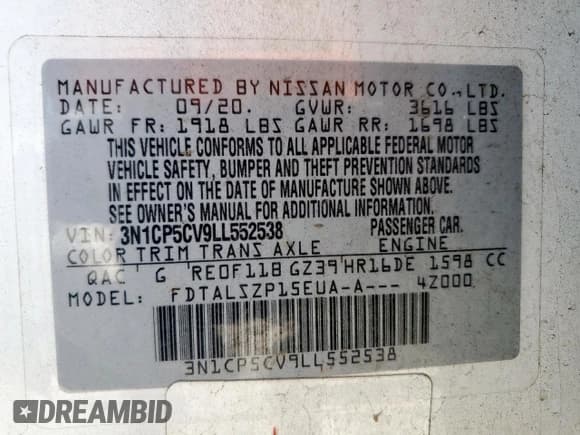 MANUFACTURED BY NISSAN MOTOR CO.,LTD.
DATE: 09/20. GVWR: 3616 LBS
GAWR FR: 1918 LBS GAWR RR: 1698 LBS
THIS VEHICLE CONFORMS TO ALL APPLICABLE FEDERAL MOTOR
VEHICLE SAFETY, BUMPER AND THEFT PREVENTION STANDARDS
IN EFFECT ON THE DATE OF MANUFACTURE SHOWN ABOVE.
SEE OWNER'S MANUAL FOR ADDITIONAL INFORMATION.
VIN: 3N1CP5CV9LL552538 PASSENGER CAR.
COLOR TRIM TRANS AXLE ENGINE
QAC G RE0F11B GZ39 HR16DE 1598 CC
MODEL: FDTALSZP15EUA-A--- 4Z000
3N1CP5CV9LL552538
DREAMBID